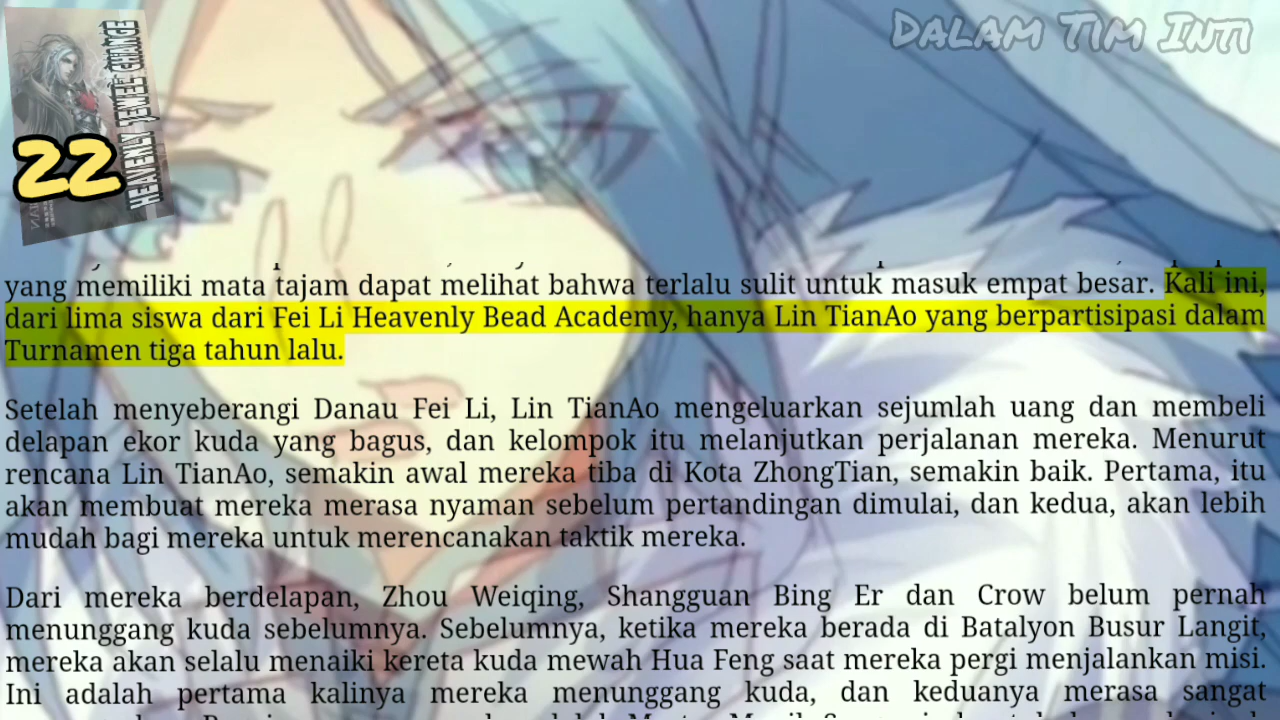 DALAM TIM INTI
HEAVENLY JEWEL CHANGE
22
yang memiliki mata tajam dapat melihat bahwa terlalu sulit untuk masuk empat besar. Kali ini,
dari lima siswa dari Fei Li Heavenly Bead Academy, hanya Lin TianAo yang berpartisipasi dalam
Turnamen tiga tahun lalu.
Setelah menyeberangi Danau Fei Li, Lin TianAo mengeluarkan sejumlah uang dan membeli
delapan ekor kuda yang bagus, dan kelompok itu melanjutkan perjalanan mereka. Menurut
rencana Lin TianAo, semakin awal mereka tiba di Kota ZhongTian, semakin baik. Pertama, itu
akan membuat mereka merasa nyaman sebelum pertandingan dimulai, dan kedua, akan lebih
mudah bagi mereka untuk merencanakan taktik mereka.
Dari mereka berdelapan, Zhou Weiqing, Shangguan Bing Er dan Crow belum pernah
menunggang kuda sebelumnya. Sebelumnya, ketika mereka berada di Batalyon Busur Langit,
mereka akan selalu menaiki kereta kuda mewah Hua Feng saat mereka pergi menjalankan misi.
Ini adalah pertama kalinya mereka menunggang kuda, dan keduanya merasa sangat